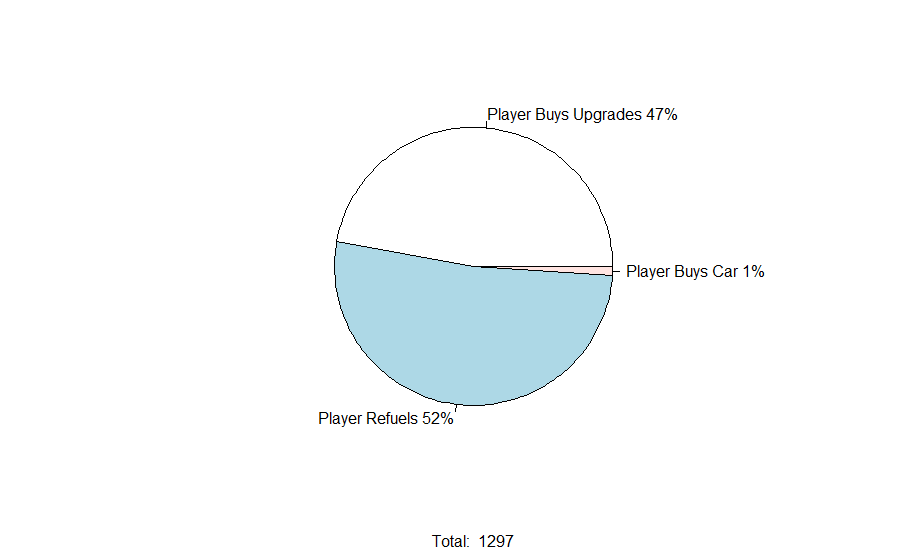 Player Buys Upgrades 47%
Player Buys Car 1%
Player Refuels 52%
Total:  1297